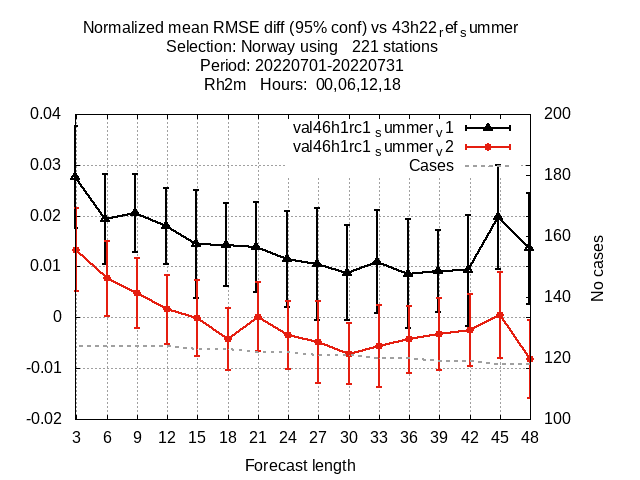 Normalized mean RMSE diff (95% conf) vs 43h22refsummer
Selection: Norway using 221 stations
Period: 20220701-20220731
Rh2m Hours: 00,06,12,18
0.04 200
val46h1rc1summerv1
val46h1rc1summerv2
Cases
0.03 180
0.02 160
0.01 140
0
-0.01 120
-0.02 100
No cases
3 6 9 12 15 18 21 24 27 30 33 36 39 42 45 48
Forecast length